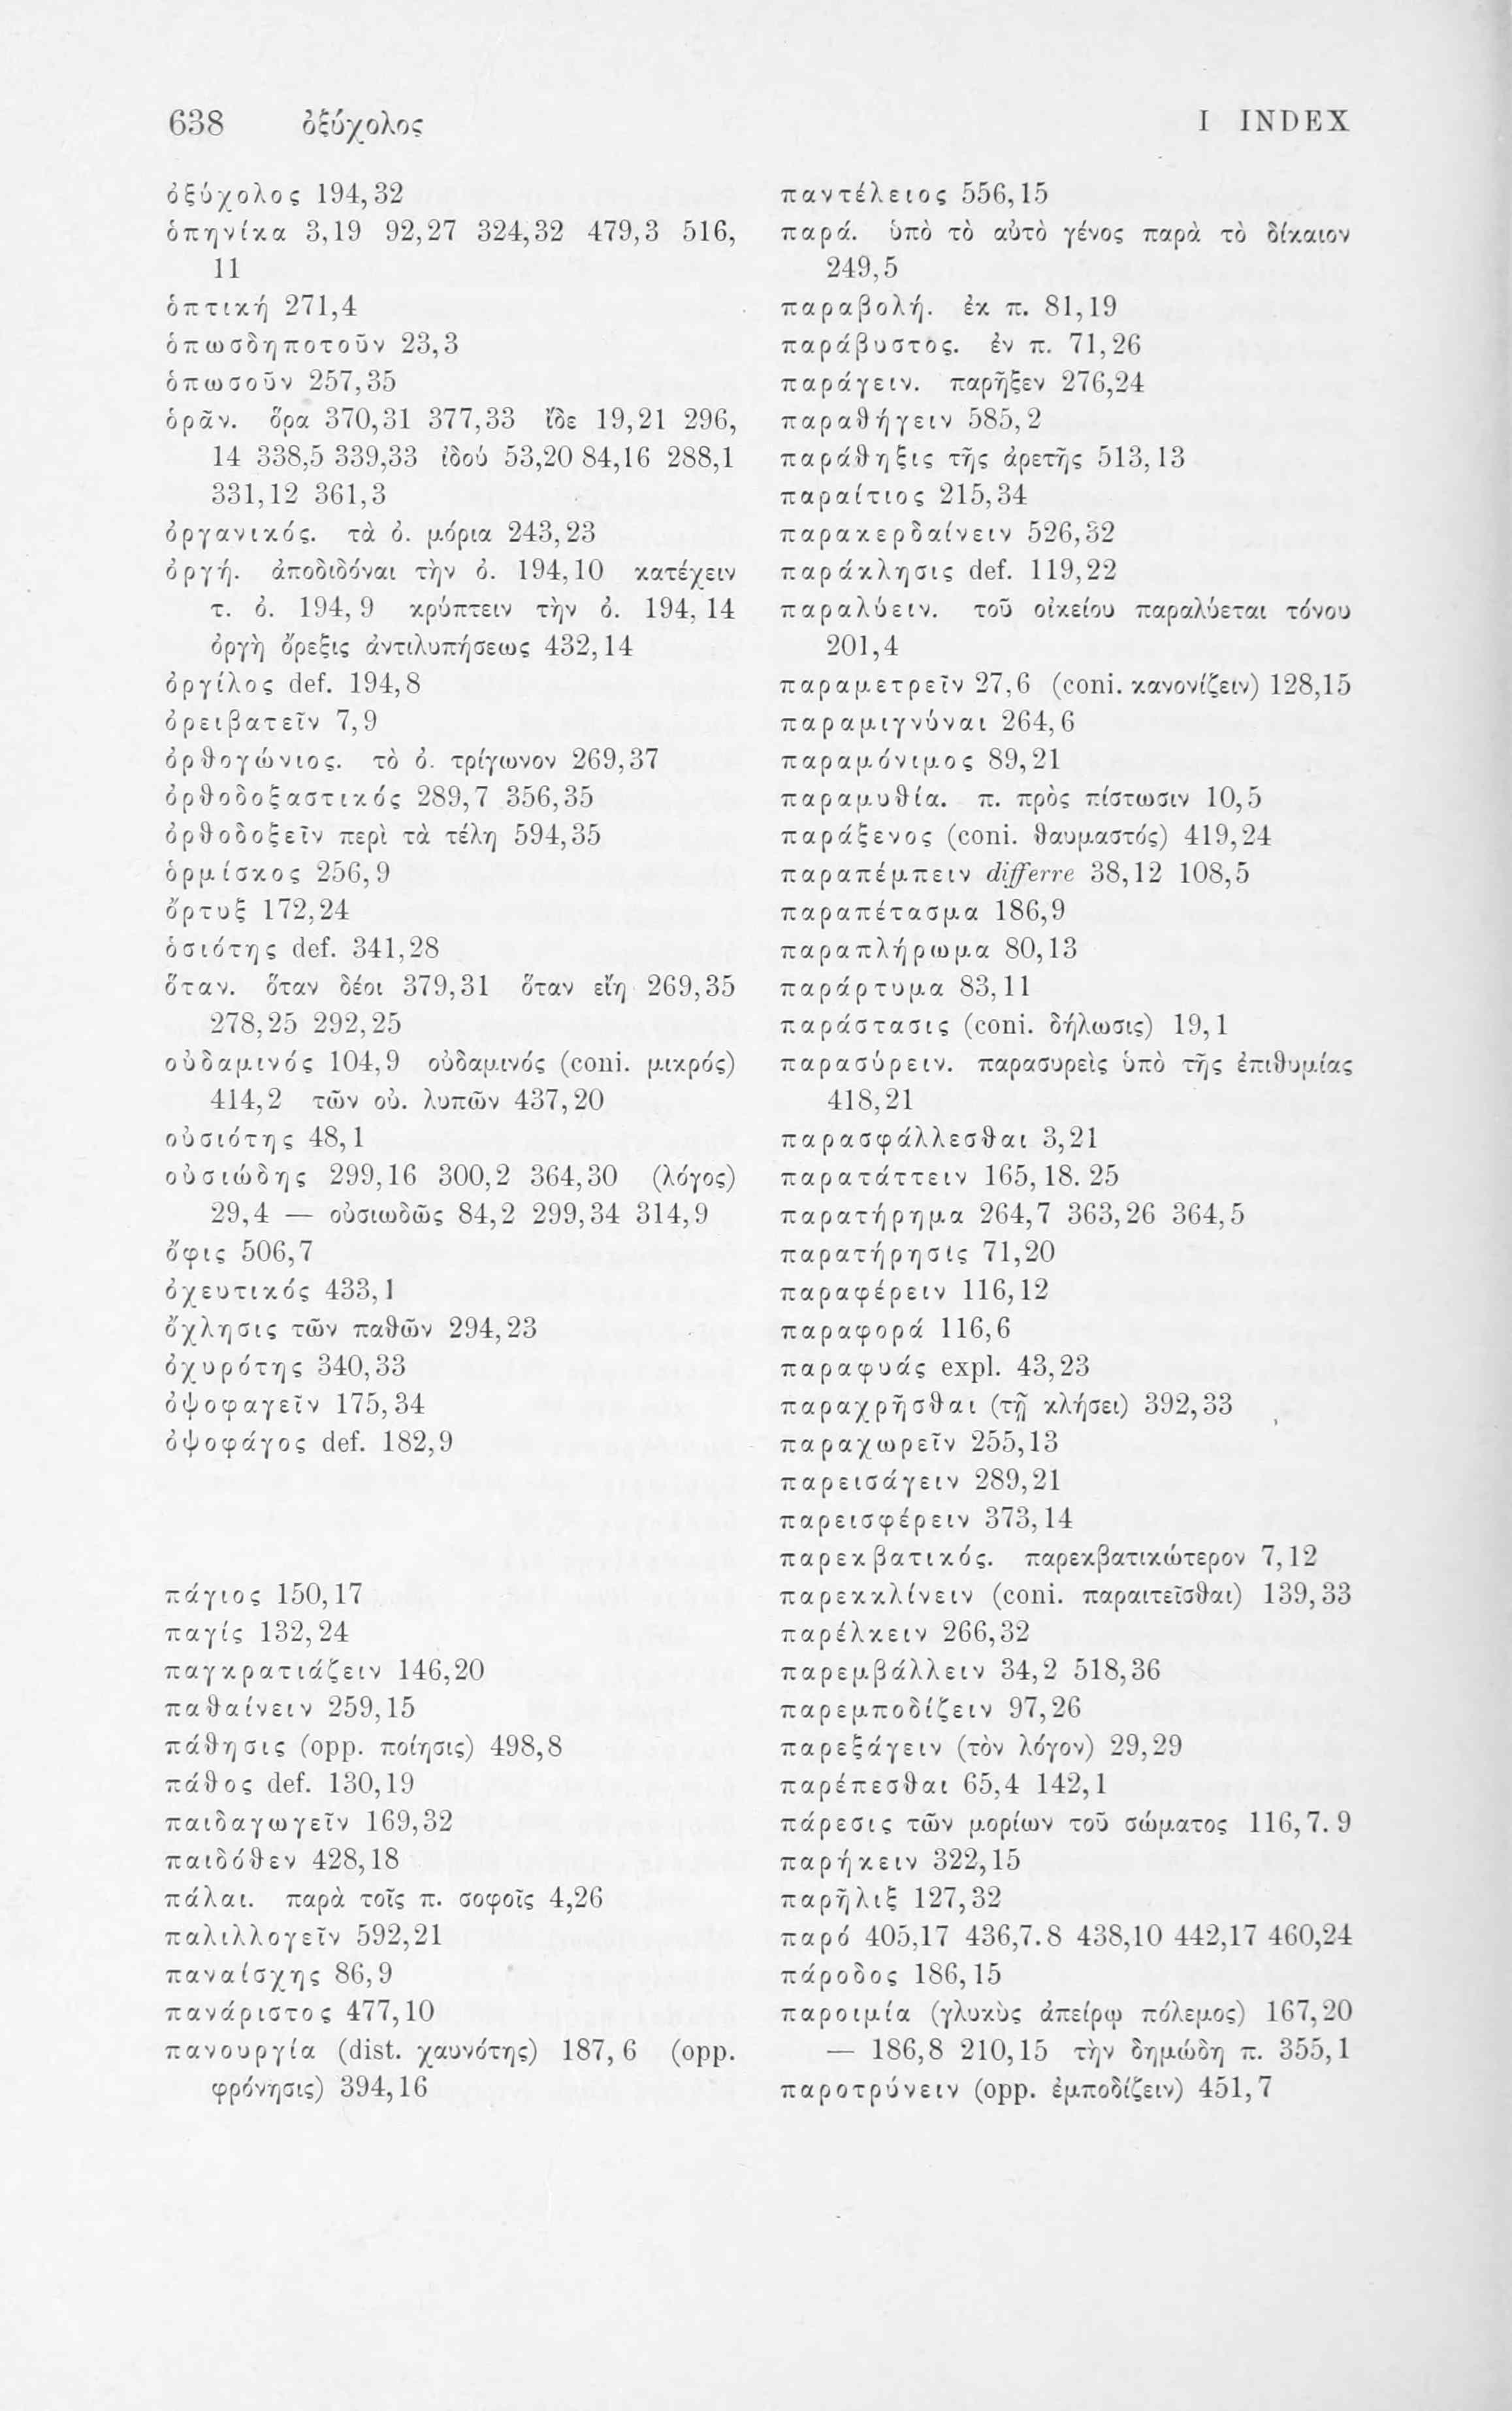 638 ὀξύχολος I INDEX
ὀξύχολος 194,32
ὁπηνίκα 3,19 92,27 324,32 479,3 516,
11
ὀπτική 271,4
ὁπωσδηποτοῦν 23,3
ὁπωσοῦν 257,35
ὁρᾶν. ὅρα 370,31 377,33 ἴδε 19,21 296,
14 338,5 339,33 ἰδού 53,20 84,16 288,1
331,12 361,3
ὀργανικός. τὰ ὀ. μόρια 243,23
ὀργή. ἀποδιδόναι τὴν ὀ. 194,10 κατέχειν
τ. ὀ. 194,9 κρύπτειν τὴν ὀ. 194,14
ὀργὴ ὄρεξις ἀντιλυπήσεως 432,14
ὀργίλος def. 194,8
ὀρειβατεῖν 7,9
ὀρθογώνιος. τὸ ὀ. τρίγωνον 269,37
ὀρθοδοξαστικός 289,7 356,35
ὀρθοδοξεῖν περὶ τὰ τέλη 594,35
ὁρμίσκος 256,9
ὄρτυξ 172,24
ὁσιότης def. 341,28
ὅταν. ὅταν δέοι 379,31 ὅταν εἴη 269,35
278,25 292,25
οὐδαμινός 104,9 οὐδαμινός (coni. μικρός)
414,2 τῶν οὐ. λυπῶν 437,20
οὐσιότης 48,1
οὐσιώδης 299,16 300,2 364,30 (λόγος)
29,4 — οὐσιωδῶς 84,2 299,34 314,9
ὄφις 506,7
ὀχευτικός 433,1
ὄχλησις τῶν παθῶν 294,23
ὀχυρότης 340,33
ὀψοφαγεῖν 175,34
ὀψοφάγος def. 182,9
πάγιος 150,17
παγίς 132,24
παγκρατιάζειν 146,20
παθαίνειν 259,15
πάθησις (opp. ποίησις) 498,8
πάθος def. 130,19
παιδαγωγεῖν 169,32
παιδόθεν 428,18
πάλαι. παρὰ τοῖς π. σοφοῖς 4,26
παλιλλογεῖν 592,21
παναίσχης 86,9
πανάριστος 477,10
πανουργία (dist. χαυνότης) 187,6 (opp.
φρόνησις) 394,16
παντέλειος 556,15
παρά. ὑπὸ τὸ αὐτὸ γένος παρὰ τὸ δίκαιον
249,5
παραβολή. ἐκ π. 81,19
παράβυστος. ἐν π. 71,26
παράγειν. παρῆξεν 276,24
παραθήγειν 585,2
παράθηξις τῆς ἀρετῆς 513,13
παραίτιος 215,34
παρακερδαίνειν 526,32
παράκλησις def. 119,22
παραλύειν. τοῦ οἰκείου παραλύεται τόνου
201,4
παραμετρεῖν 27,6 (coni. κανονίζειν) 128,15
παραμιγνύναι 264,6
παραμόνιμος 89,21
παραμυθία. π. πρὸς πίστωσιν 10,5
παράξενος (coni. θαυμαστός) 419,24
παραπέμπειν differre 38,12 108,5
παραπέτασμα 186,9
παραπλήρωμα 80,13
παράρτυμα 83,11
παράστασις (coni. δήλωσις) 19,1
παρασύρειν. παρασυρεὶς ὑπὸ τῆς ἐπιθυμίας
418,21
παρασφάλλεσθαι 3,21
παρατάττειν 165,18. 25
παρατήρημα 264,7 363,26 364,5
παρατήρησις 71,20
παραφέρειν 116,12
παραφορά 116,6
παραφυάς expl. 43,23
παραχρῆσθαι (τῇ κλήσει) 392,33
παραχωρεῖν 255,13
παρεισάγειν 289,21
παρεισφέρειν 373,14
παρεκβατικός. παρεκβατικώτερον 7,12
παρεκκλίνειν (coni. παραιτεῖσθαι) 139,33
παρέλκειν 266,32
παρεμβάλλειν 34,2 518,36
παρεμποδίζειν 97,26
παρεξάγειν (τὸν λόγον) 29,29
παρέπεσθαι 65,4 142,1
πάρεσις τῶν μορίων τοῦ σώματος 116,7. 9
παρήκειν 322,15
παρῆλιξ 127,32
παρό 405,17 436,7. 8 438,10 442,17 460,24
πάροδος 186,15
παροιμία (γλυκὺς ἀπείρῳ πόλεμος) 167,20
— 186,8 210,15 τὴν δημώδη π. 355,1
παροτρύνειν (opp. ἐμποδίζειν) 451,7